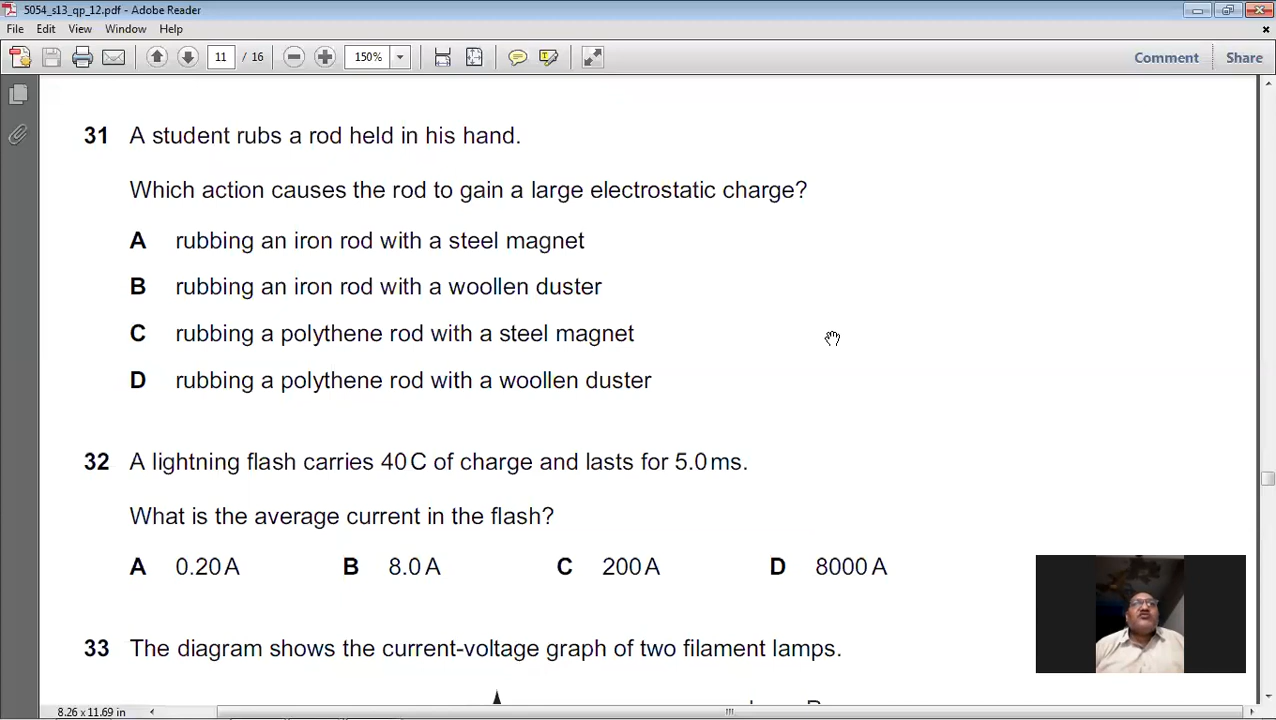 5054_s13_qp_12.pdf - Adobe Reader
File Edit View Window Help
11 / 16 150% Comment Share
31 A student rubs a rod held in his hand.
Which action causes the rod to gain a large electrostatic charge?
A rubbing an iron rod with a steel magnet
B rubbing an iron rod with a woollen duster
C rubbing a polythene rod with a steel magnet
D rubbing a polythene rod with a woollen duster
32 A lightning flash carries 40 C of charge and lasts for 5.0 ms.
What is the average current in the flash?
A 0.20 A B 8.0 A C 200 A D 8000 A
33 The diagram shows the current-voltage graph of two filament lamps.
8.26 x 11.69 in